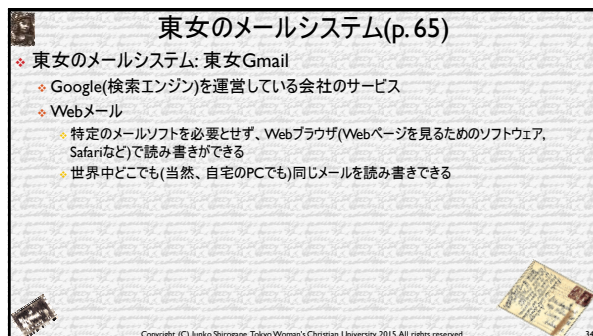 東女のメールシステム(p. 65)
東女のメールシステム: 東女Gmail
Google(検索エンジン)を運営している会社のサービス
Webメール
特定のメールソフトを必要とせず、Webブラウザ(Webページを見るためのソフトウェア,
Safariなど)で読み書きができる
世界中どこでも(当然、自宅のPCでも)同じメールを読み書きできる
Copyright (C) Junko Shirogane, Tokyo Woman's Christian University 2015. All rights reserved.
34